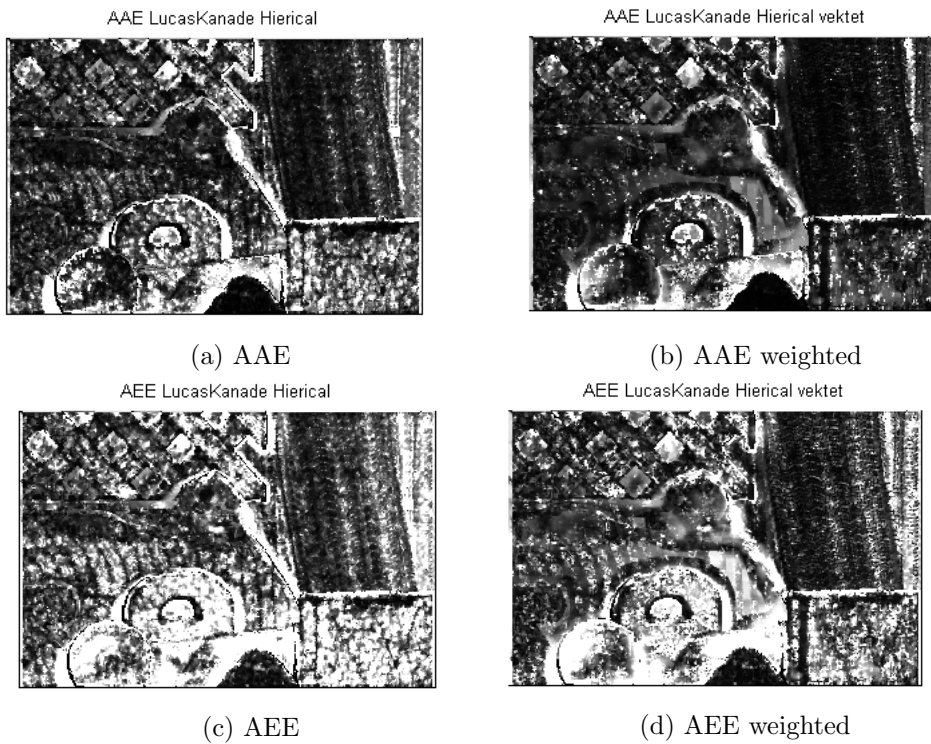 AAE LucasKanade Hierical
AAE LucasKanade Hierical vektet
(a) AAE
(b) AAE weighted
AEE LucasKanade Hierical
AEE LucasKanade Hierical vektet
(c) AEE
(d) AEE weighted